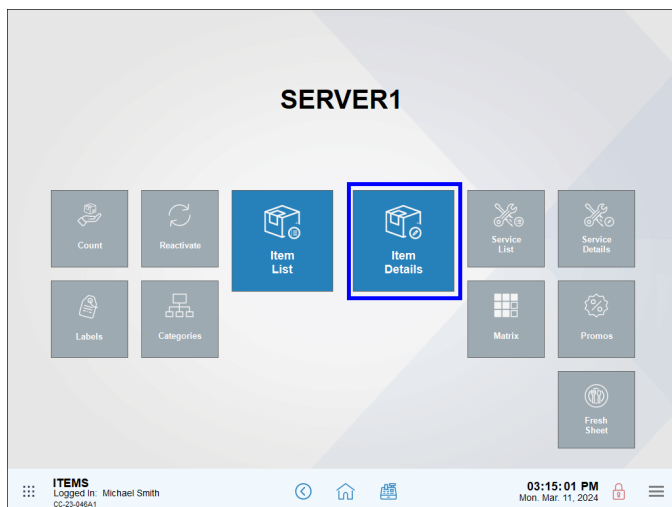 SERVER1
Count
Reactivate
Item
List
Item
Details
Service
List
Service
Details
Labels
Categories
Matrix
Promos
Fresh
Sheet
ITEMS
Logged In: Michael Smith
CC-23-046A1
03:15:01 PM
Mon. Mar. 11, 2024